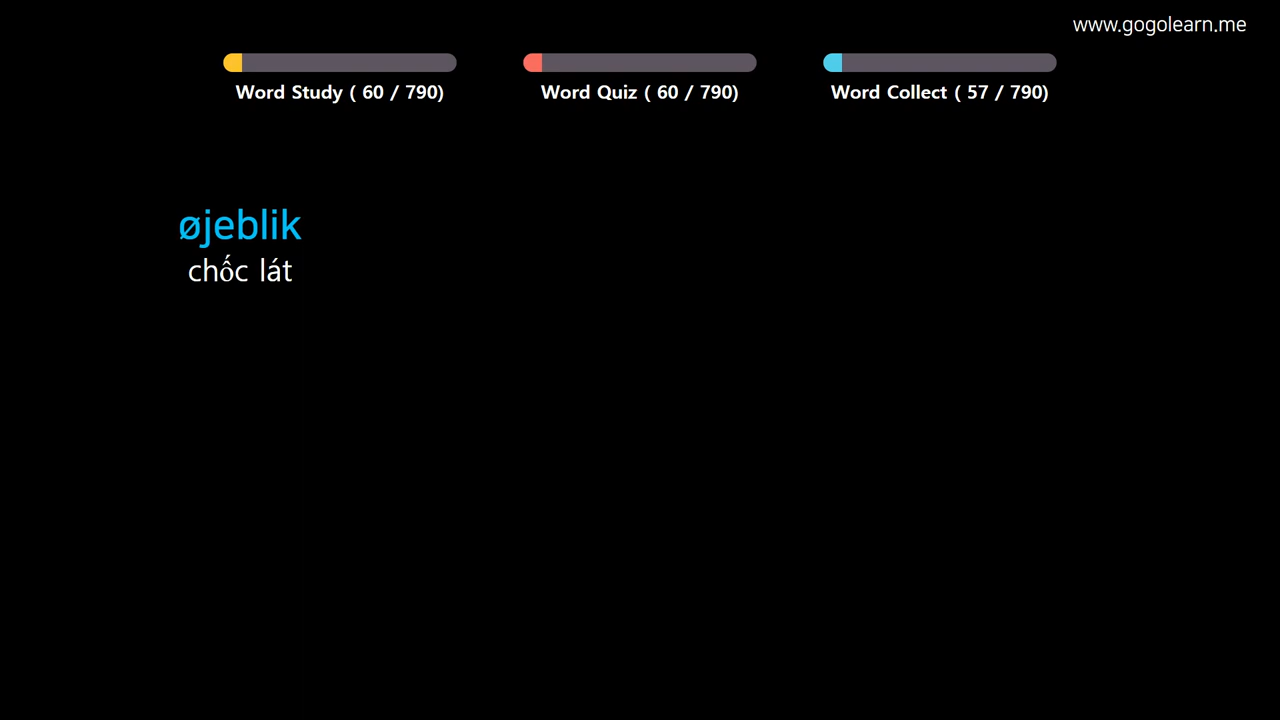 www.gogolearn.me
Word Study ( 60 / 790)
Word Quiz ( 60 / 790)
Word Collect ( 57 / 790)
øjeblik
chốc lát